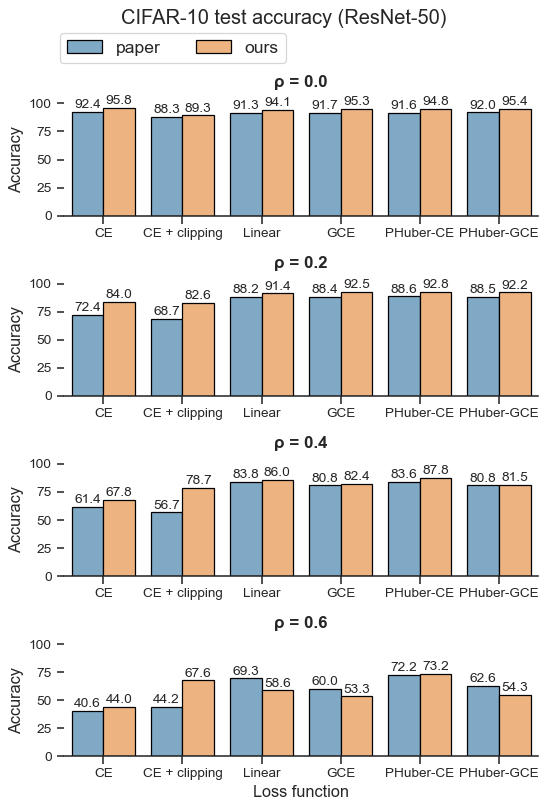 CIFAR-10 test accuracy (ResNet-50)
paper ours
ρ = 0.0
100 92.4 95.8 88.3 89.3 91.3 94.1 91.7 95.3 91.6 94.8 92.0 95.4
75
Accuracy
50
25
0
CE CE + clipping Linear GCE PHuber-CE PHuber-GCE
ρ = 0.2
100 72.4 84.0 68.7 82.6 88.2 91.4 88.4 92.5 88.6 92.8 88.5 92.2
75
Accuracy
50
25
0
CE CE + clipping Linear GCE PHuber-CE PHuber-GCE
ρ = 0.4
100 61.4 67.8 56.7 78.7 83.8 86.0 80.8 82.4 83.6 87.8 80.8 81.5
75
Accuracy
50
25
0
CE CE + clipping Linear GCE PHuber-CE PHuber-GCE
ρ = 0.6
100 40.6 44.0 44.2 67.6 69.3 58.6 60.0 53.3 72.2 73.2 62.6 54.3
75
Accuracy
50
25
0
CE CE + clipping Linear GCE PHuber-CE PHuber-GCE
Loss function